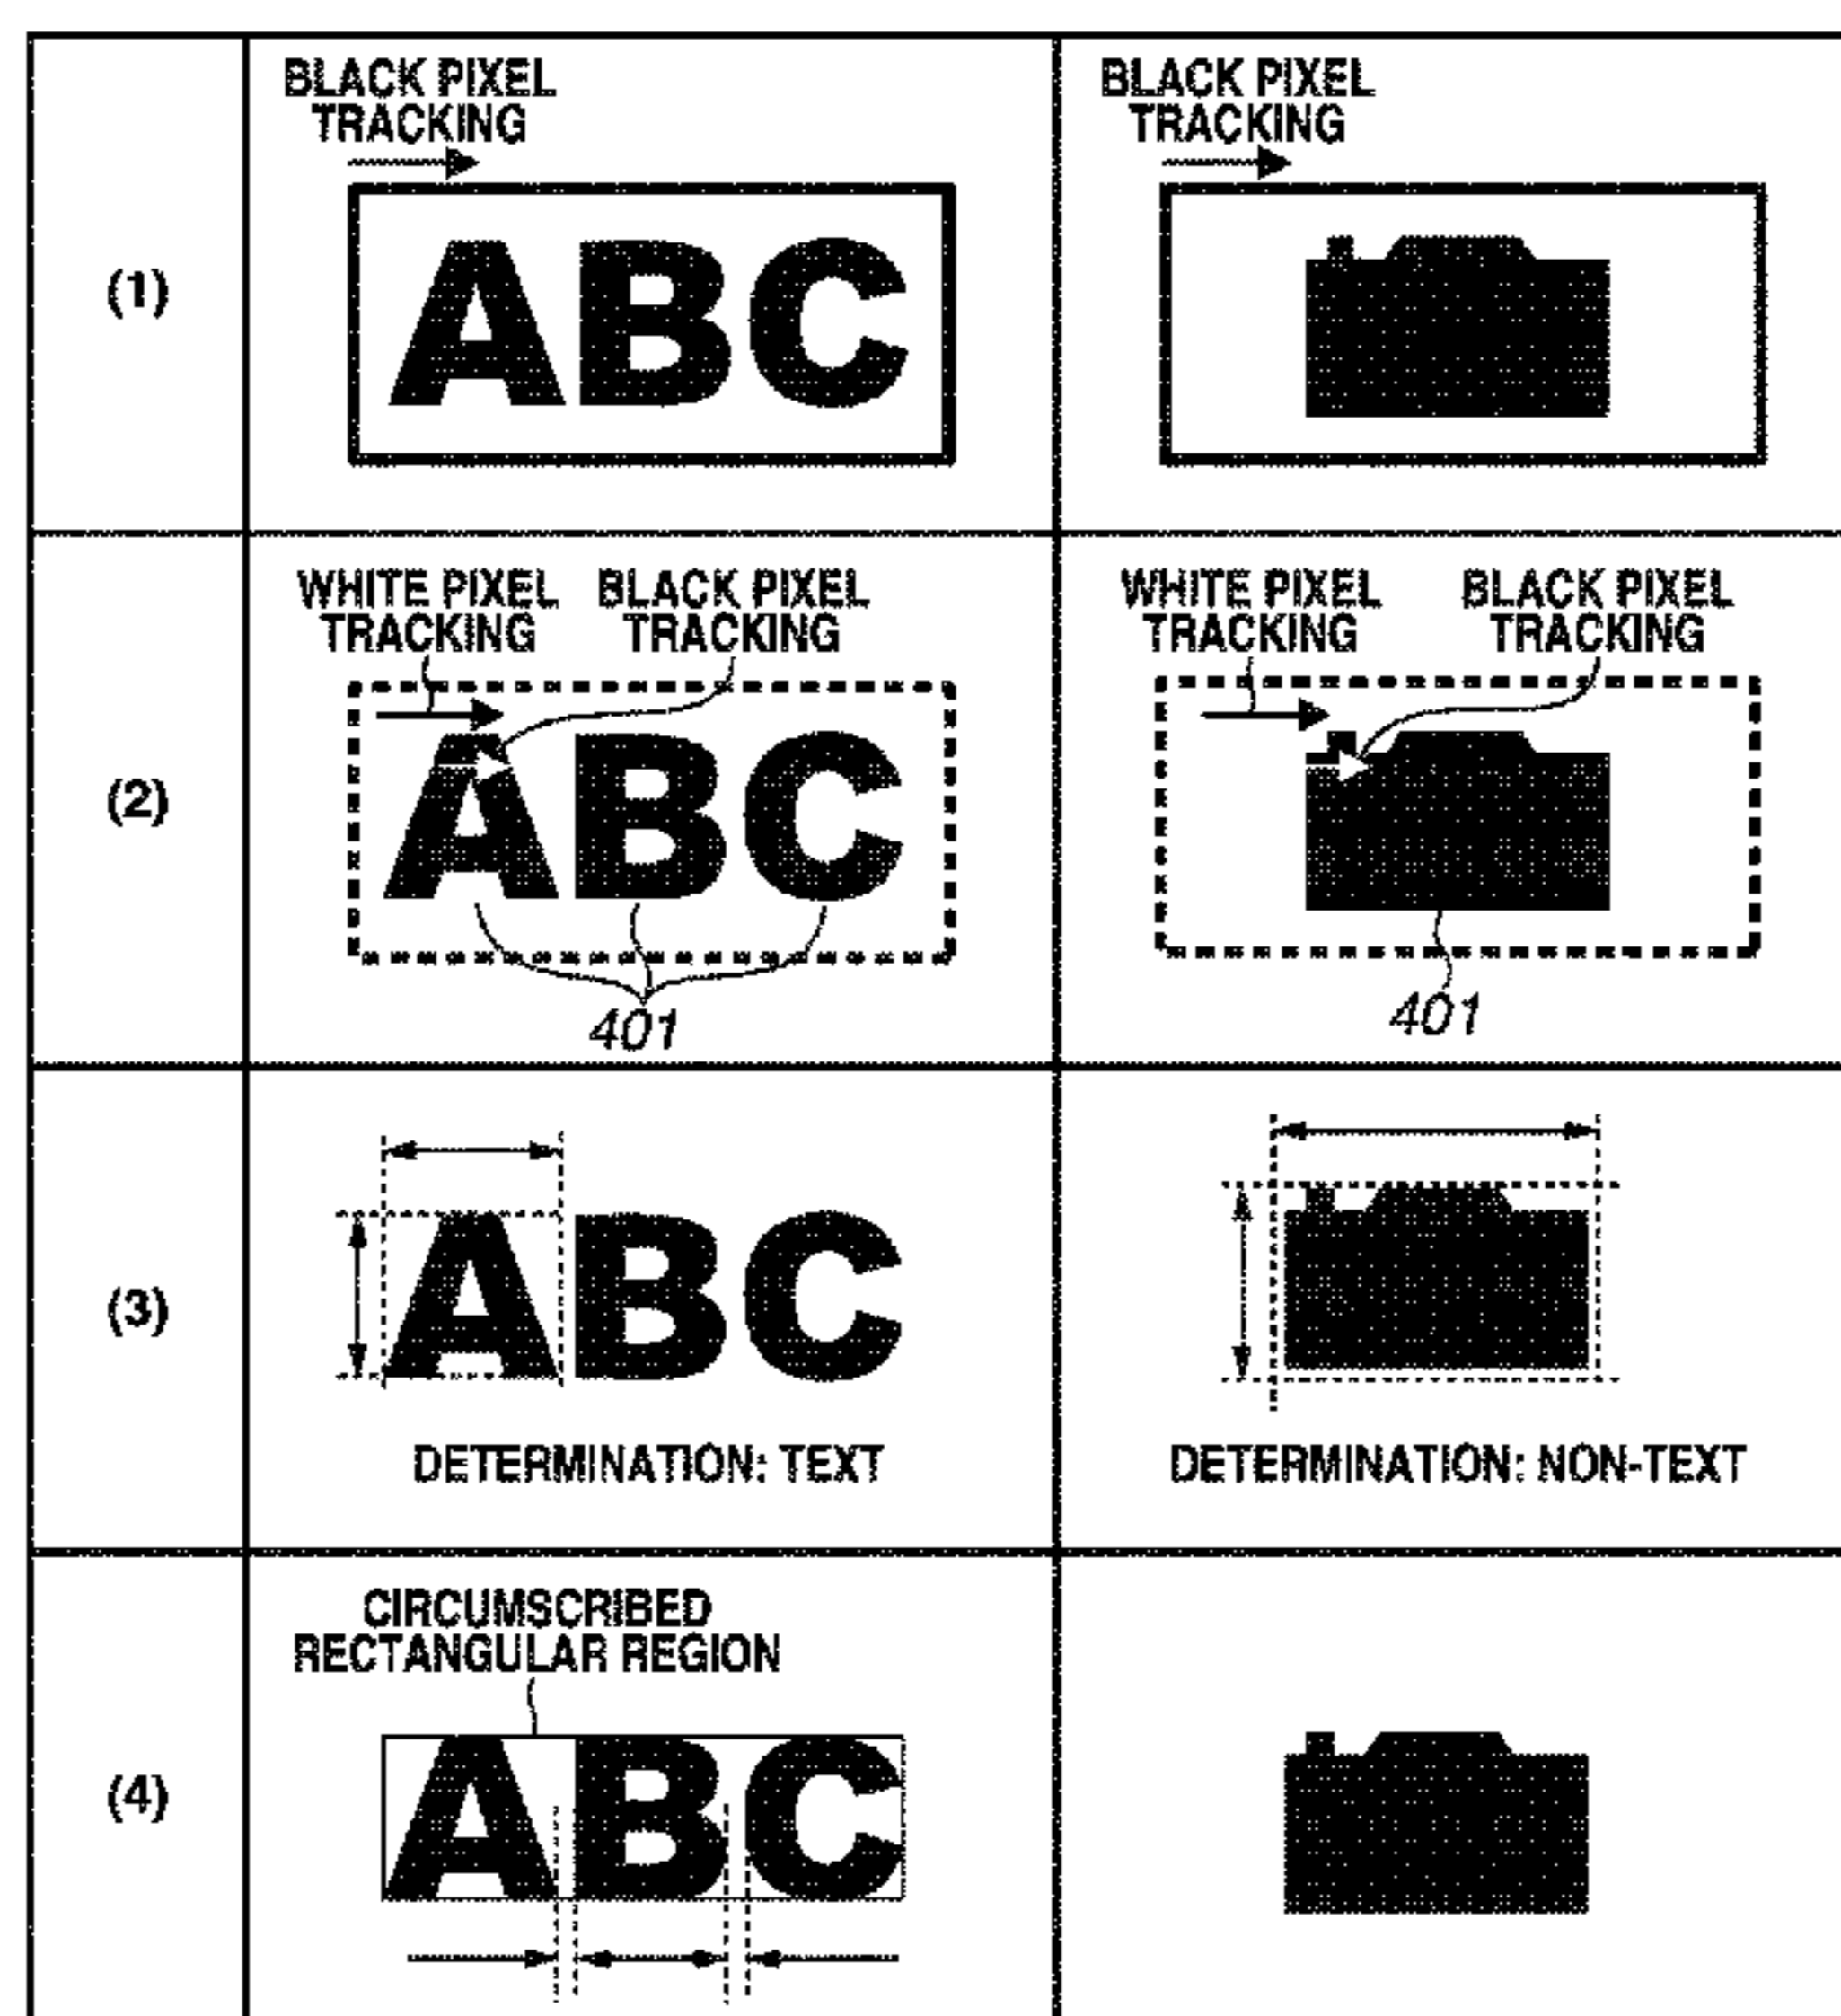 BLACK PIXEL
TRACKING
BLACK PIXEL
TRACKING
(1)
ABC
WHITE PIXEL
TRACKING
BLACK PIXEL
TRACKING
WHITE PIXEL
TRACKING
BLACK PIXEL
TRACKING
(2)
ABC
401
401
(3)
ABC
DETERMINATION: TEXT
DETERMINATION: NON-TEXT
CIRCUMSCRIBED
RECTANGULAR REGION
(4)
ABC